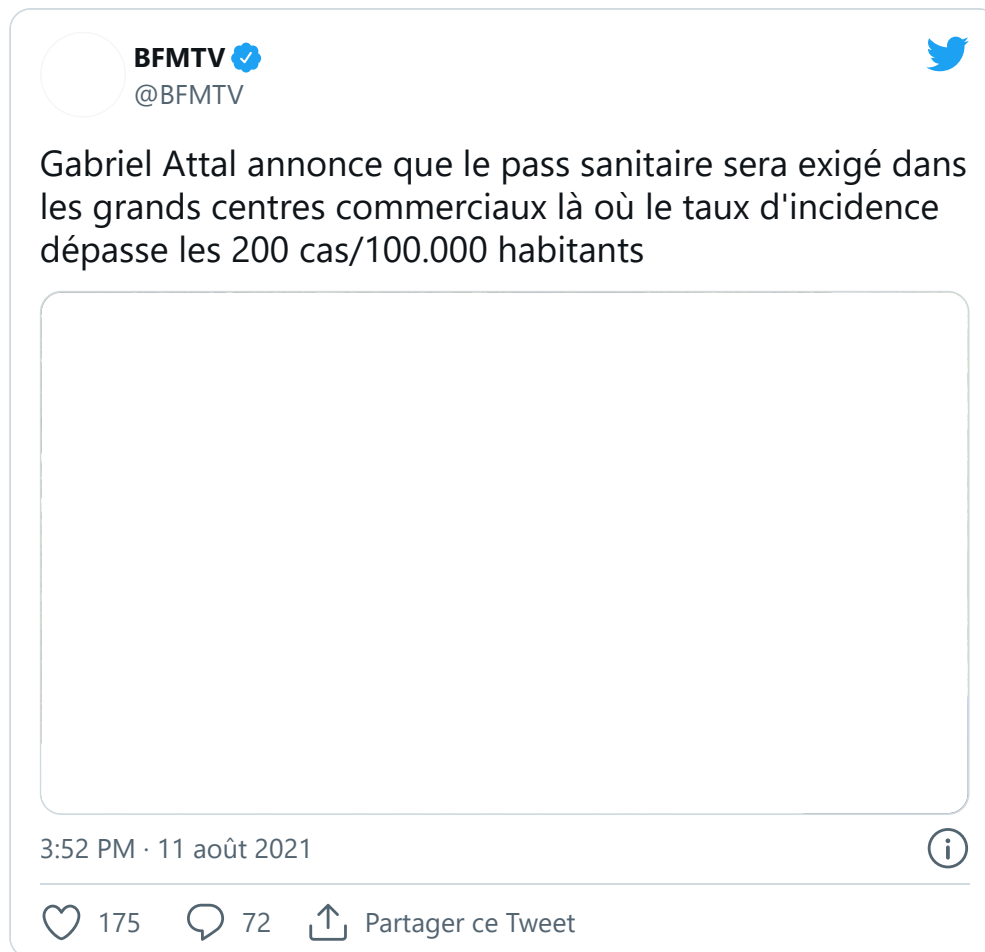 BFMTV
@BFMTV
Gabriel Attal annonce que le pass sanitaire sera exigé dans
les grands centres commerciaux là où le taux d'incidence
dépasse les 200 cas/100.000 habitants
3:52 PM · 11 août 2021
175 72 Partager ce Tweet